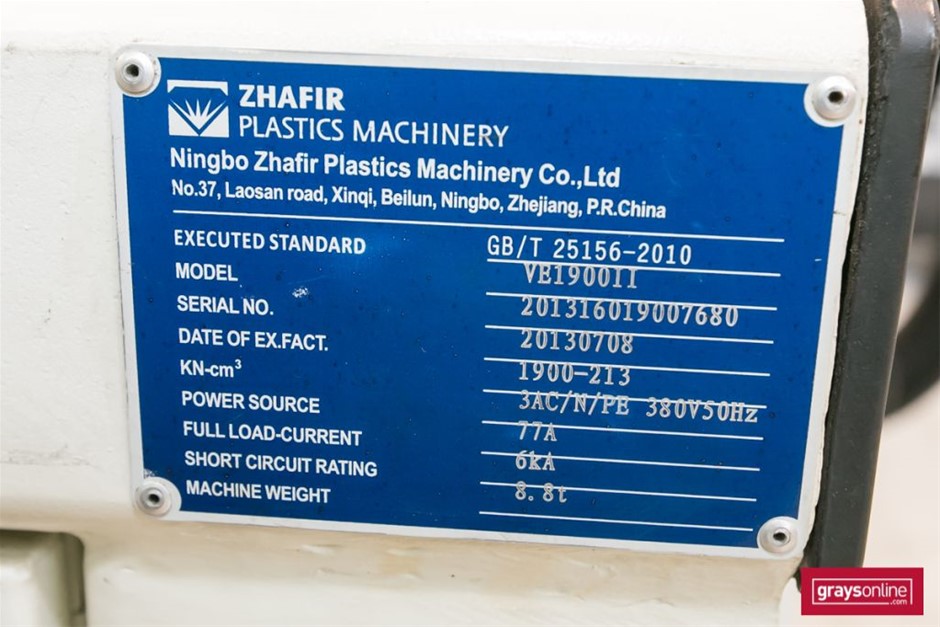 ZHAFIR
PLASTICS MACHINERY
Ningbo Zhafir Plastics Machinery Co.,Ltd
No.37, Laosan road, Xinqi, Beilun, Ningbo, Zhejiang, P.R.China
EXECUTED STANDARD GB/T 25156-2010
MODEL VE1900II
SERIAL NO. 201316019007680
DATE OF EX.FACT. 20130708
KN-cm³ 1900-213
POWER SOURCE 3AC/N/PE 380V50Hz
FULL LOAD-CURRENT 77A
SHORT CIRCUIT RATING 6kA
MACHINE WEIGHT 8.8t
graysonline
.com